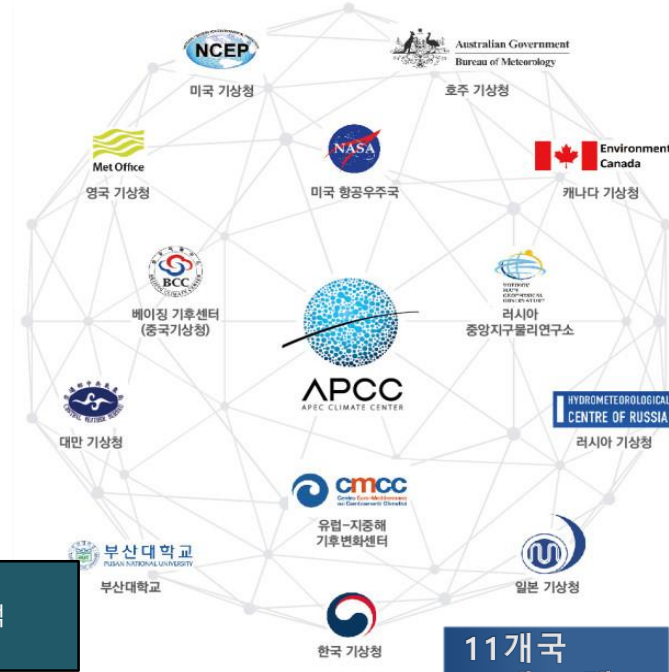 NCEP
미국 기상청
Australian Government
Bureau of Meteorology
호주 기상청
Met Office
영국 기상청
NASA
미국 항공우주국
Environment
Canada
캐나다 기상청
BCC
베이징 기후센터
(중국기상청)
러시아
중앙지구물리연구소
APCC
APEC CLIMATE CENTER
대만 기상청
HYDROMETEOROLOGICAL
CENTRE OF RUSSIA
러시아 기상청
cmcc
Centro Euro-Mediterraneo
sui Cambiamenti Climatici
유럽-지중해
기후변화센터
부산대학교
PUSAN NATIONAL UNIVERSITY
부산대학교
일본 기상청
한국 기상청
11개국